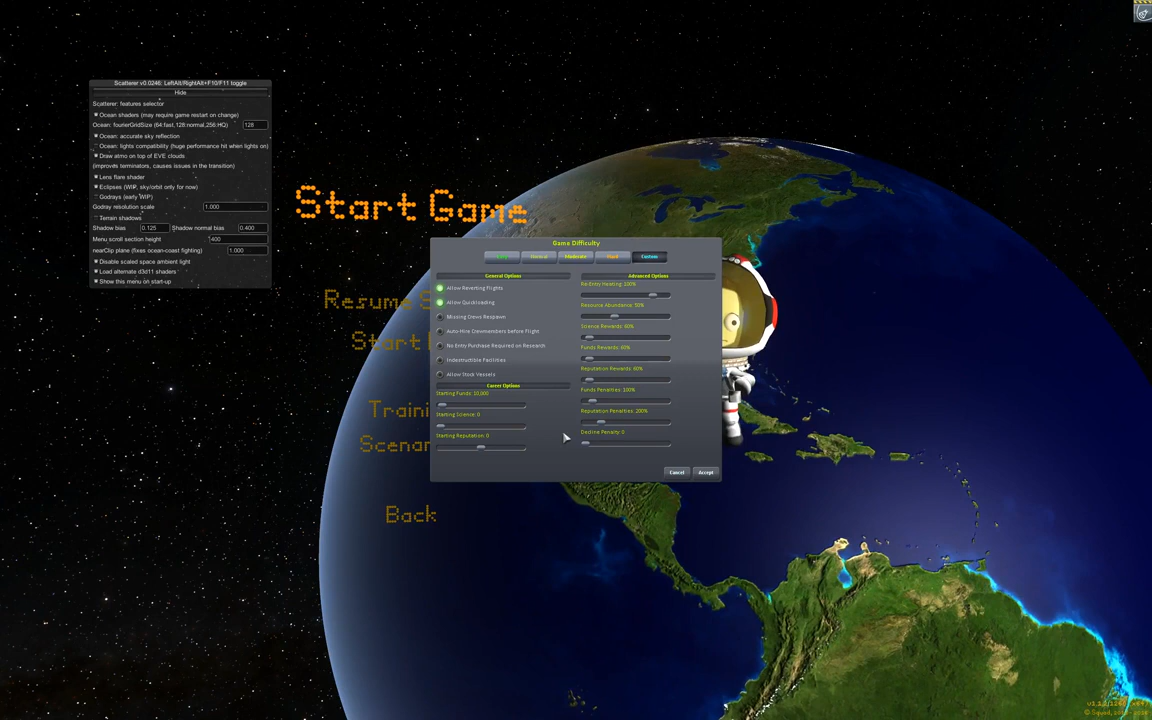 Scatterer v0.0246: LeftAlt/RightAlt+F10/F11 toggle
Hide
Scatterer: features selector
Ocean shaders (may require game restart on change)
Ocean: fourierGridSize (64:fast,128:normal,256:HQ) 128
Ocean: accurate sky reflection
Ocean: lights compatibility (huge performance hit when lights on)
Draw atmo on top of EVE clouds
(improves terminators, causes issues in the transition)
Lens flare shader
Eclipses (WIP, sky/orbit only for now)
Godrays (early WIP)
Godray resolution scale 1.000
Terrain shadows
Shadow bias 0.125 Shadow normal bias 0.400
Menu scroll section height 400
nearClip plane (fixes ocean-coast fighting) 1.000
Disable scaled space ambient light
Load alternate d3d11 shaders
Show this menu on start-up
Start Game
Resume S
Start
Traini
Scenar
Back
Game Difficulty
Easy Normal Moderate Hard Custom
General Options
Allow Reverting Flights
Allow Quickloading
Missing Crews Respawn
Auto-Hire Crewmembers before Flight
No Entry Purchase Required on Research
Indestructible Facilities
Allow Stock Vessels
Career Options
Starting Funds: 10,000
Starting Science: 0
Starting Reputation: 0
Advanced Options
Re-Entry Heating: 100%
Resource Abundance: 50%
Science Rewards: 60%
Funds Rewards: 60%
Reputation Rewards: 60%
Funds Penalties: 100%
Reputation Penalties: 200%
Decline Penalty: 0
Cancel Accept